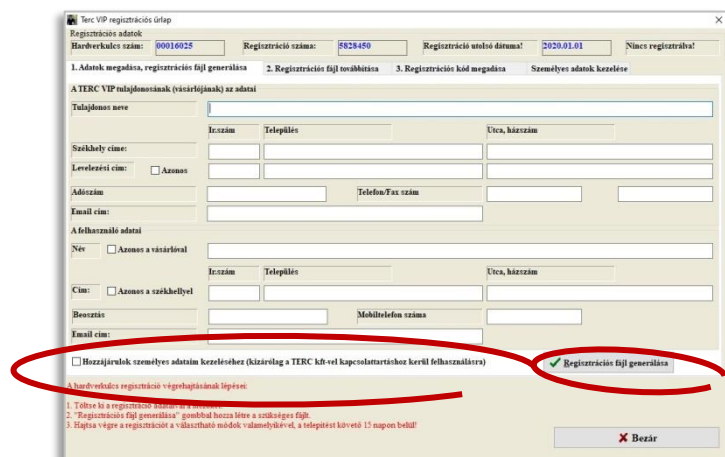 Terc VIP regisztrációs űrlap
Regisztrációs adatok
Hardverkulcs szám: 00016025 Regisztráció száma: 5828450 Regisztráció utolsó dátuma! 2020.01.01 Nincs regisztrálva!
1. Adatok megadása, regisztrációs fájl generálása 2. Regisztrációs fájl továbbítása 3. Regisztrációs kód megadása Személyes adatok kezelése
A TERC VIP tulajdonosának (vásárlójának) az adatai
Tulajdonos neve
Ir.szám Település Utca, házszám
Székhely címe:
Levelezési cím: Azonos
Adószám Telefon/Fax szám
Email cím:
A felhasználó adatai
Név Azonos a vásárlóval
Ir.szám Település Utca, házszám
Cím: Azonos a székhellyel
Beosztás Mobiltelefon száma
Email cím:
Hozzájárulok személyes adataim kezeléséhez (kizárólag a TERC kft-vel kapcsolattartáshoz kerül felhasználásra) Regisztrációs fájl generálása
A hardverkulcs regisztráció végrehajtásának lépései:
1. Töltse ki a regisztráció
2. "Regisztrációs fájl generálása" gombbal hozza létre a szükséges fájlt.
3. Hajtsa végre a regisztrációt a választható módok valamelyikével, a telepítést követő 15 napon belül!
Bezár